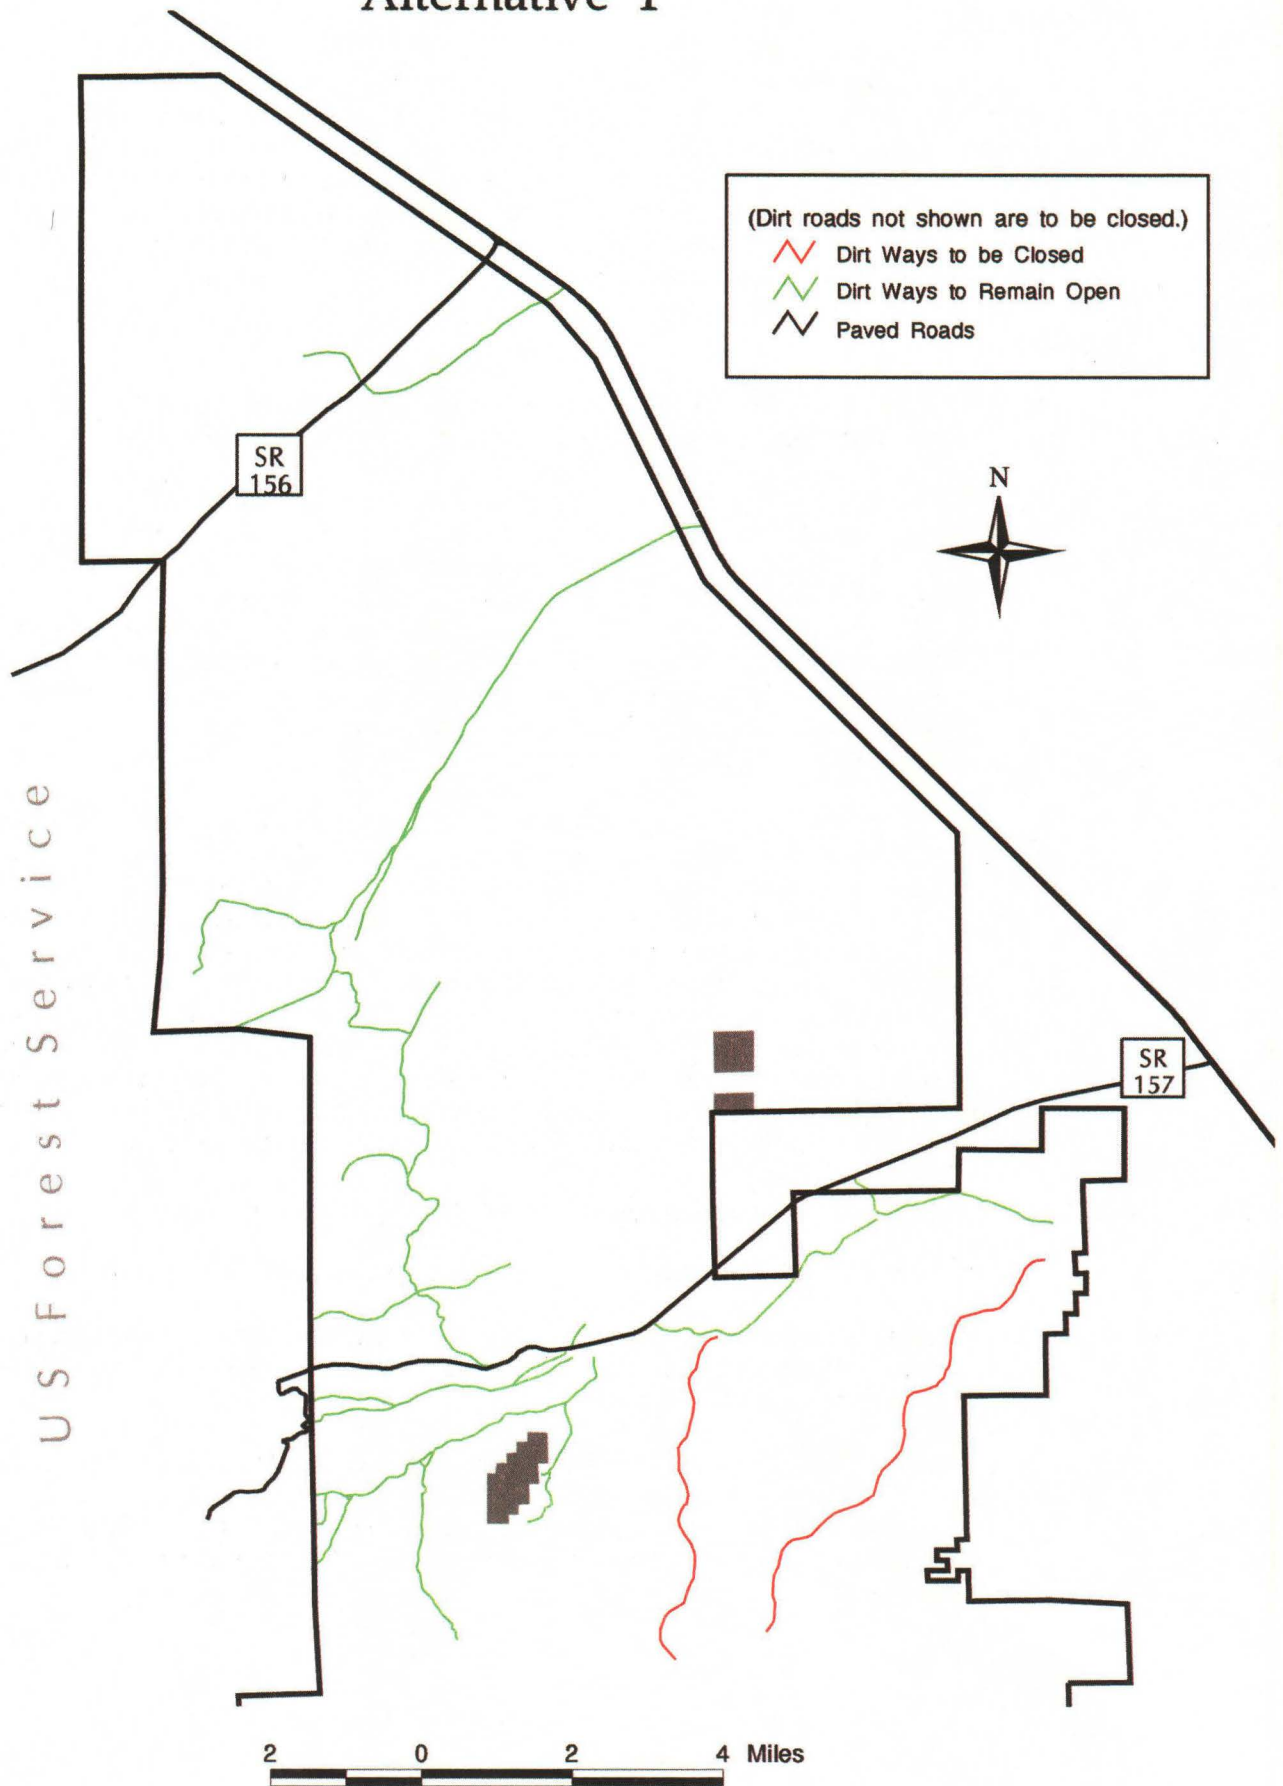 Alternative 1
(Dirt roads not shown are to be closed.)
Dirt Ways to be Closed
Dirt Ways to Remain Open
Paved Roads
SR
156
N
US Forest Service
SR
157
2 0 2 4 Miles